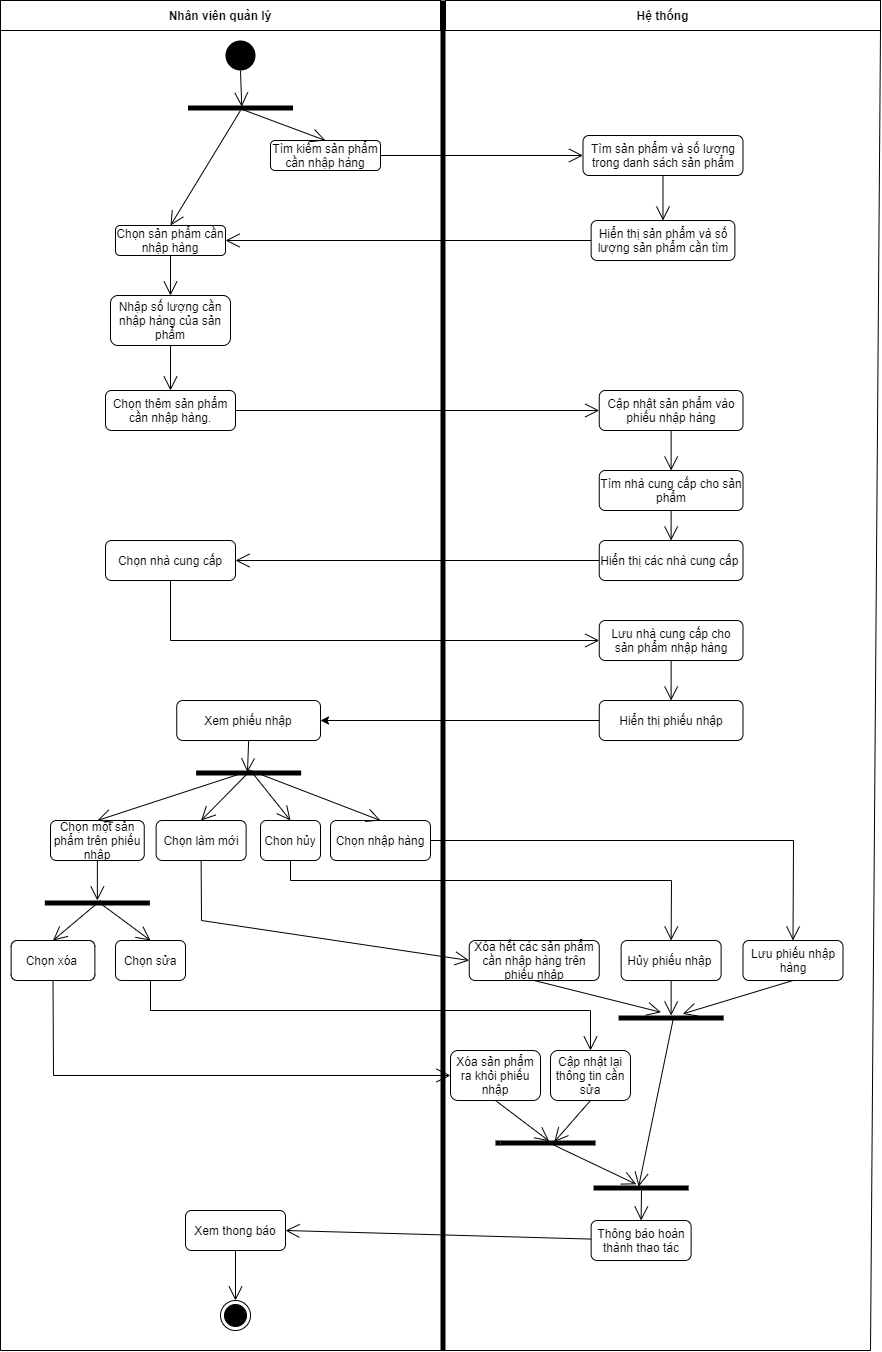 Nhân viên quản lý
Hệ thống
Tìm kiếm sản phẩm
cần nhập hàng
Tìm sản phẩm và số lượng
trong danh sách sản phẩm
Chọn sản phẩm cần
nhập hàng
Hiển thị sản phẩm và số
lượng sản phẩm cần tìm
Nhập số lượng cần
nhập hàng của sản
phẩm
Chọn thêm sản phẩm
cần nhập hàng.
Cập nhật sản phẩm vào
phiếu nhập hàng
Tìm nhà cung cấp cho sản
phẩm
Chọn nhà cung cấp
Hiển thị các nhà cung cấp
Lưu nhà cung cấp cho
sản phẩm nhập hàng
Xem phiếu nhập
Hiển thị phiếu nhập
Chọn một sản
phẩm trên phiếu
nhập
Chọn làm mới
Chon hủy
Chọn nhập hàng
Chọn xóa
Chọn sửa
Xóa hết các sản phẩm
cần nhập hàng trên
phiếu nhập
Hủy phiếu nhập
Lưu phiếu nhập
hàng
Xóa sản phẩm
ra khỏi phiếu
nhập
Cập nhật lại
thông tin cần
sửa
Xem thong báo
Thông báo hoàn
thành thao tác